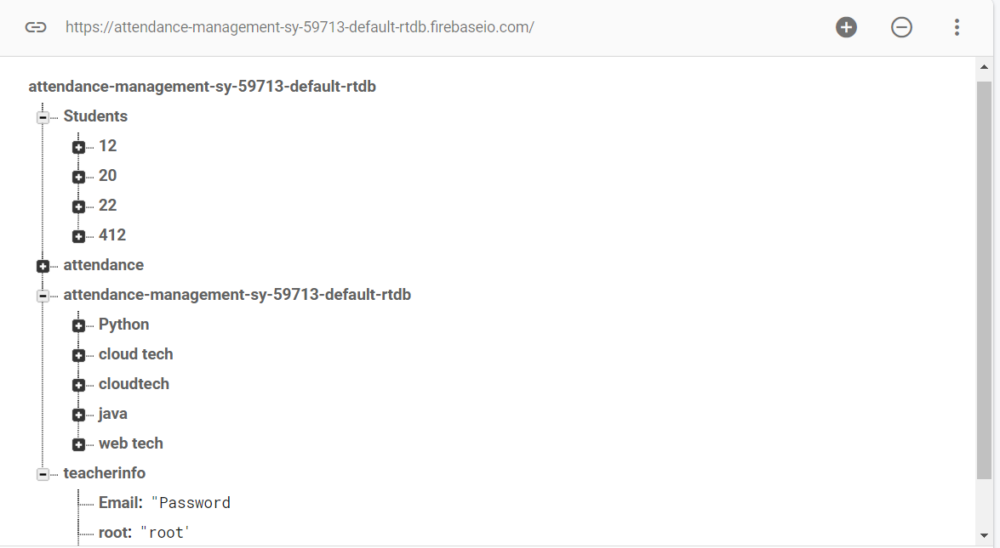 https://attendance-management-sy-59713-default-rtdb.firebaseio.com/
attendance-management-sy-59713-default-rtdb
Students
12
20
22
412
attendance
attendance-management-sy-59713-default-rtdb
Python
cloud tech
cloudtech
java
web tech
teacherinfo
Email: "Password
root: "root'